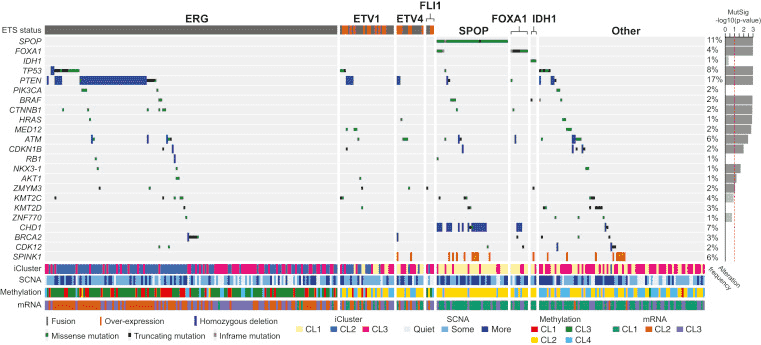 FLI1
ERG ETV1 ETV4 FOXA1 IDH1
SPOP Other
MutSig
-log10(p-value)
0 1 2 3
ETS status
SPOP 11%
FOXA1 4%
IDH1 1%
TP53 8%
PTEN 17%
PIK3CA 2%
BRAF 2%
CTNNB1 2%
HRAS 1%
MED12 2%
ATM 6%
CDKN1B 2%
RB1 1%
NKX3-1 1%
AKT1 1%
ZMYM3 2%
KMT2C 4%
KMT2D 3%
ZNF770 1%
CHD1 7%
BRCA2 3%
CDK12 2%
SPINK1 6%
Alteration
frequency
iCluster
SCNA
Methylation
mRNA
Fusion Over-expression Homozygous deletion
Missense mutation Truncating mutation Inframe mutation
iCluster SCNA Methylation mRNA
CL1 CL2 CL3 Quiet Some More CL1 CL3 CL1 CL2 CL3
CL2 CL4